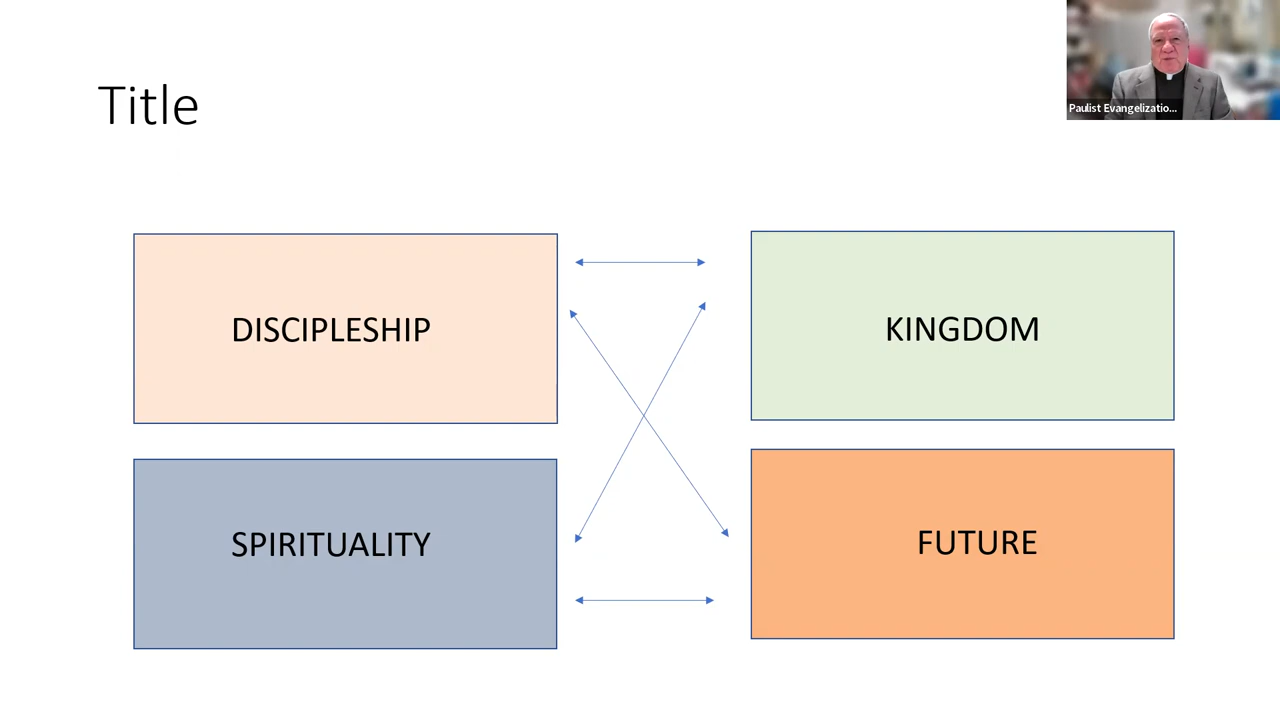 Paulist Evangelizatio...
Title
DISCIPLESHIP
KINGDOM
SPIRITUALITY
FUTURE